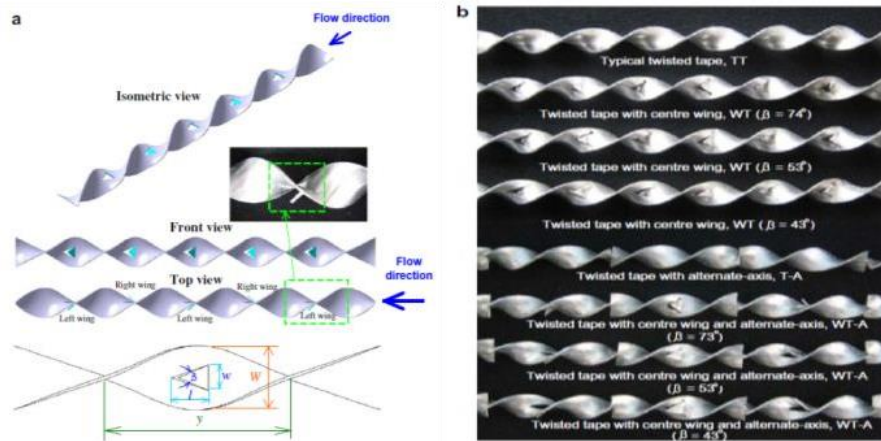 a
Flow direction
Isometric view
Front view
Flow
direction
Top view
Right wing
Right wing
Left wing
Left wing
Left wing
β
w
W
y
b
Typical twisted tape, TT
Twisted tape with centre wing, WT (β = 74°)
Twisted tape with centre wing, WT (β = 53°)
Twisted tape with centre wing, WT (β = 43°)
Twisted tape with alternate-axis, T-A
Twisted tape with centre wing and alternate-axis, WT-A
(β = 73°)
Twisted tape with centre wing and alternate-axis, WT-A
(β = 53°)
Twisted tape with centre wing and alternate-axis, WT-A
(β = 43°)